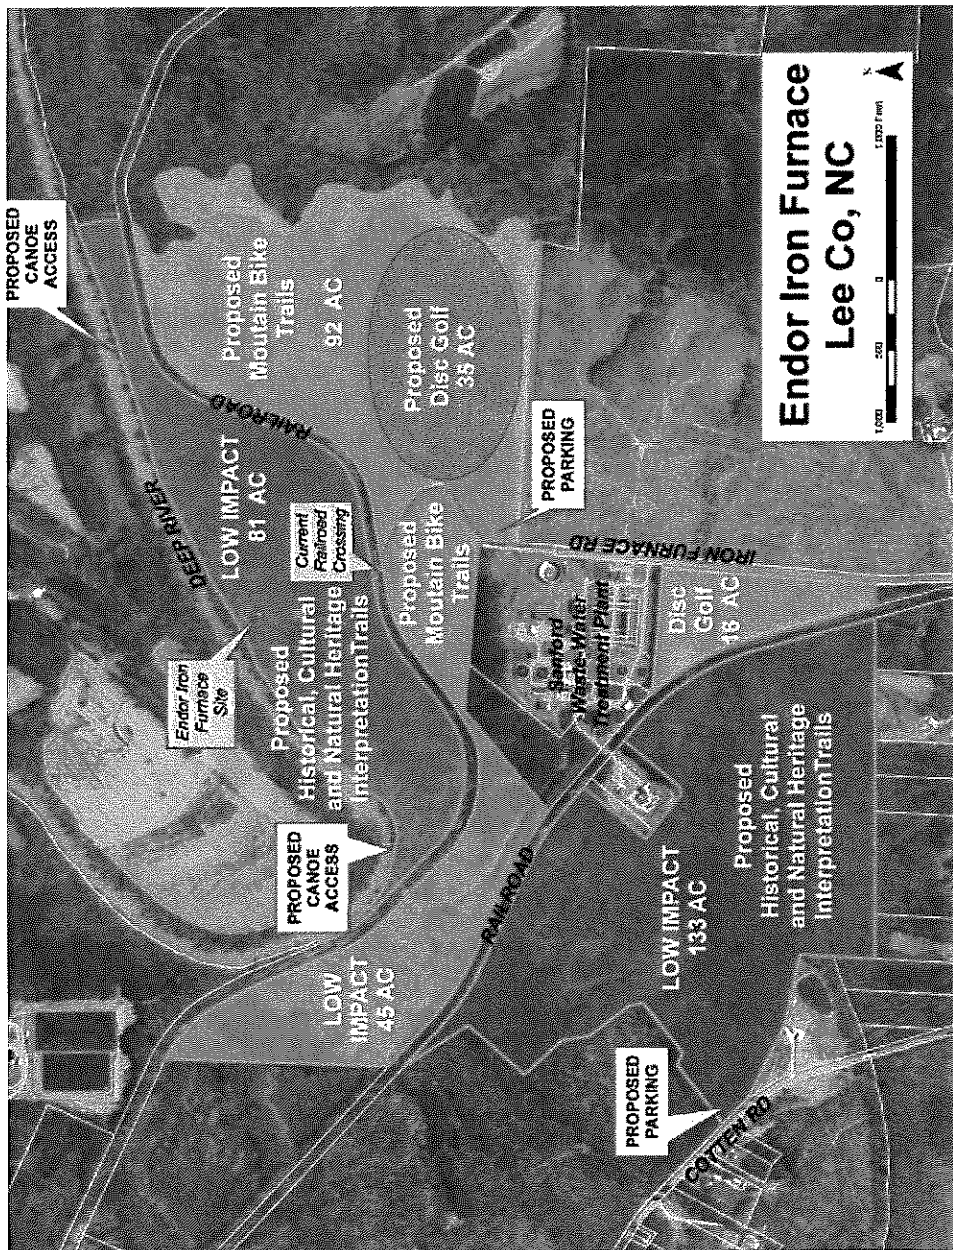 PROPOSED
CANOE
ACCESS
DEEP RIVER
Endor Iron
Furnace
Site
LOW IMPACT
81 AC
RAILROAD
Current
Railroad
Crossing
Proposed
Moutain Bike
Trails
92 AC
Proposed
Disc Golf
35 AC
Proposed
Historical, Cultural
and Natural Heritage
InterpretationTrails
PROPOSED
CANOE
ACCESS
Proposed
Moutain Bike
Trails
PROPOSED
PARKING
IRON FURNACE RD
Sanford
Waste Water
Treatment Plant
Disc
Golf
16 AC
LOW
IMPACT
45 AC
RAILROAD
LOW IMPACT
133 AC
Proposed
Historical, Cultural
and Natural Heritage
InterpretationTrails
PROPOSED
PARKING
COTTEN RD
Endor Iron Furnace
Lee Co, NC
0
N